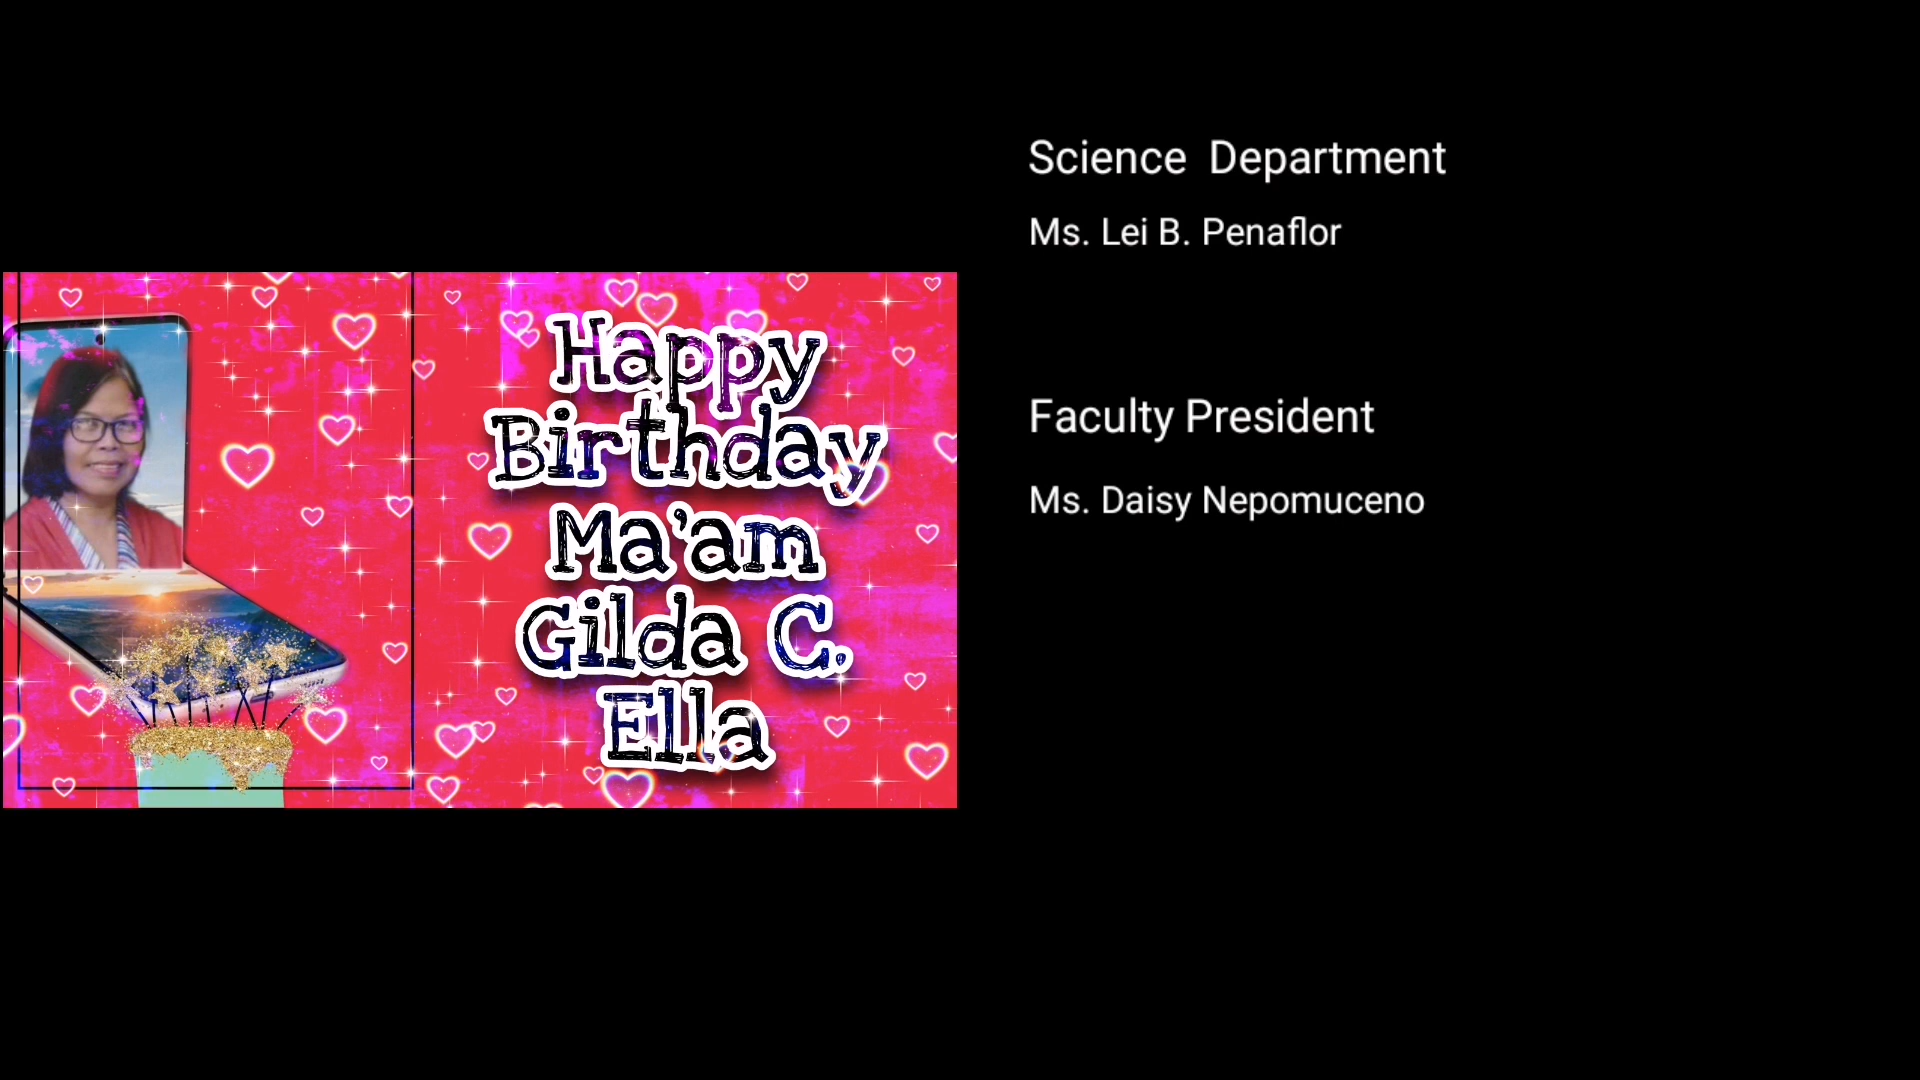 Happy
Birthday
Ma'am
Gilda C.
Ella
Science Department
Ms. Lei B. Penaflor
Faculty President
Ms. Daisy Nepomuceno